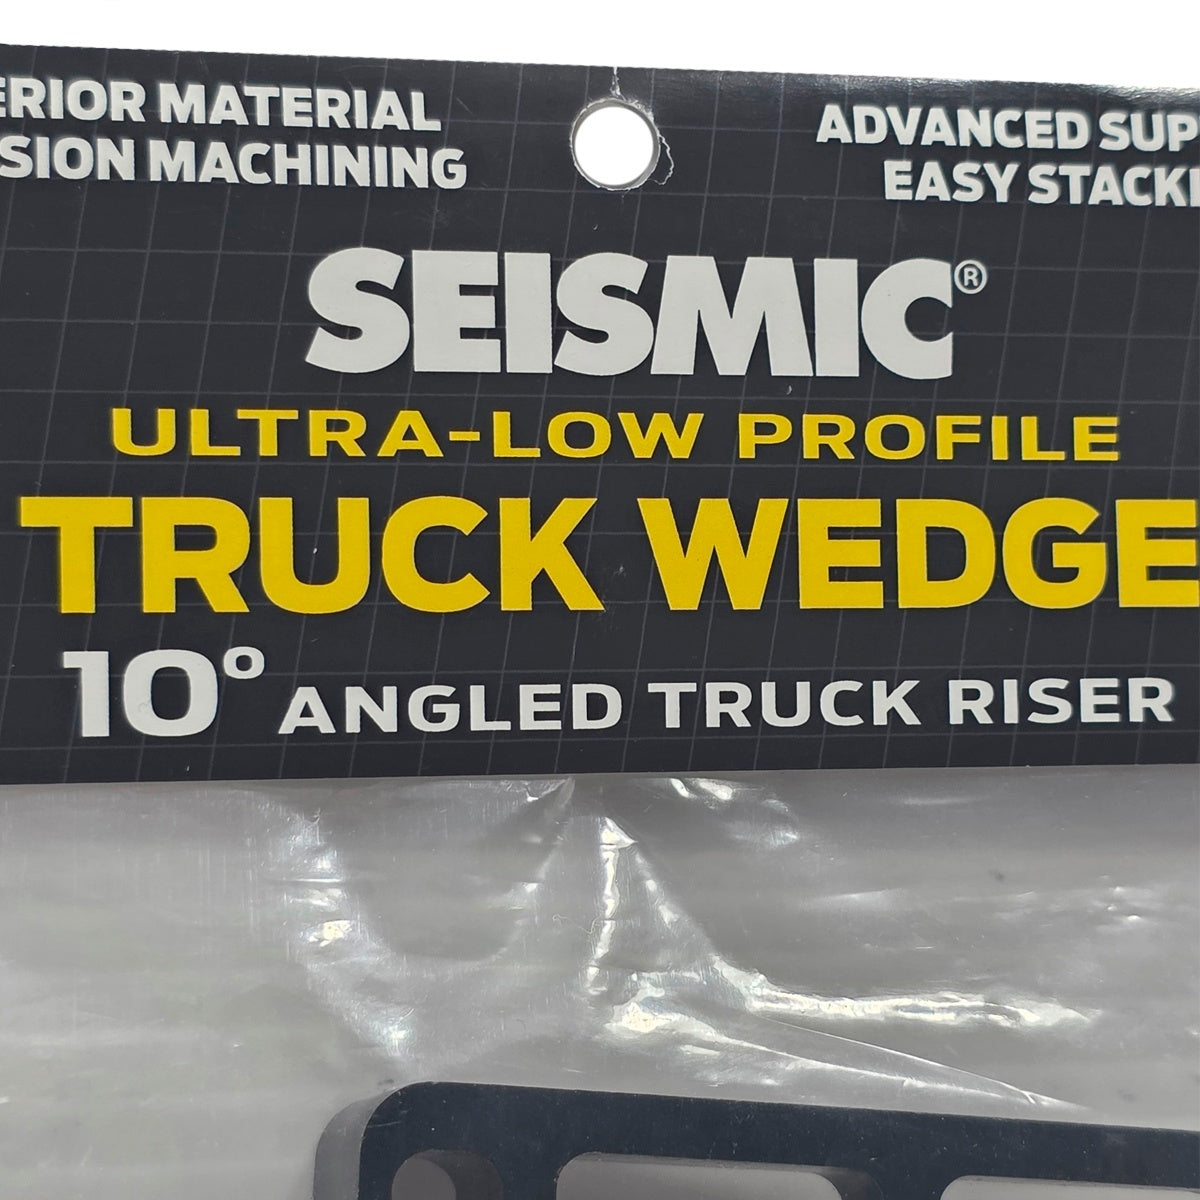 ERIOR MATERIAL
SION MACHINING
ADVANCED SUP
EASY STACKI
SEISMIC®
ULTRA-LOW PROFILE
TRUCK WEDGE
10° ANGLED TRUCK RISER